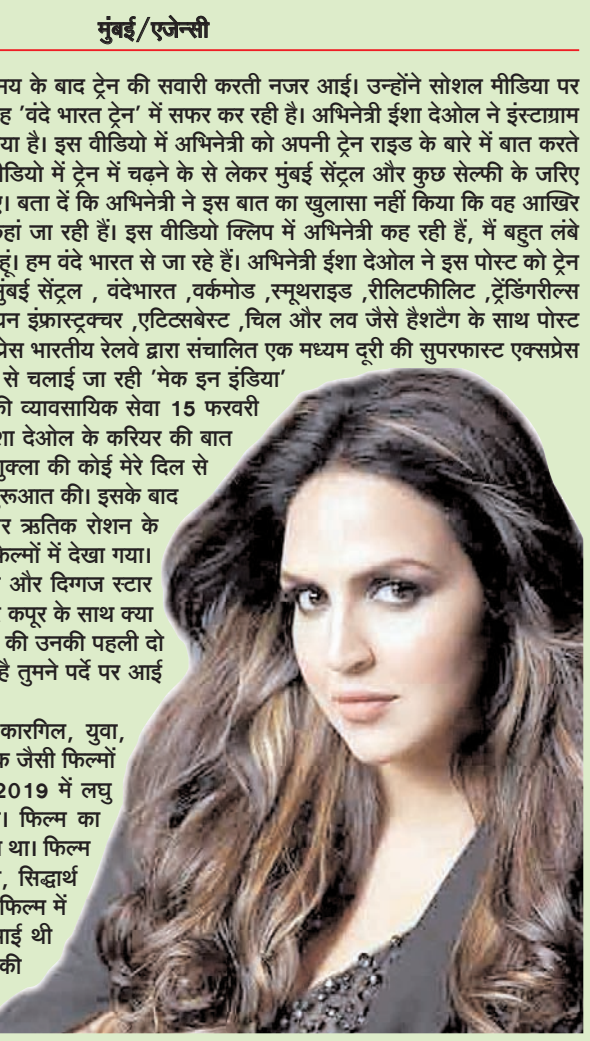 मुंबई/एजेन्सी
के बाद ट्रेन की सवारी करती नजर आई। उन्होंने सोशल मीडिया पर
'वंदे भारत ट्रेन' में सफर कर रही है। अभिनेत्री ईशा देओल ने इंस्टाग्राम
है। इस वीडियो में अभिनेत्री को अपनी ट्रेन राइड के बारे में बात करते
में ट्रेन में चढ़ने के से लेकर मुंबई सेंट्रल और कुछ सेल्फी के जरिए
बता दें कि अभिनेत्री ने इस बात का खुलासा नहीं किया कि वह आखिर
जा रही हैं। इस वीडियो क्लिप में अभिनेत्री कह रही हैं, मैं बहुत लंबे
हूं। हम वंदे भारत से जा रहे हैं। अभिनेत्री ईशा देओल ने इस पोस्ट को ट्रेन
मुंबई सेंट्रल , वंदेभारत ,वर्कमोड ,स्मूथराइड ,रीलिटफीलिट ,ट्रेंडिंगरील्स
इंफ्रास्ट्रक्चर ,एटिट्सबेस्ट ,चिल और लव जैसे हैशटैग के साथ पोस्ट
भारतीय रेलवे द्वारा संचालित एक मध्यम दूरी की सुपरफास्ट एक्सप्रेस
से चलाई जा रही 'मेक इन इंडिया'
की व्यावसायिक सेवा 15 फरवरी
देओल के करियर की बात
की कोई मेरे दिल से
की। इसके बाद
ऋतिक रोशन के
में देखा गया।
और दिग्गज स्टार
कपूर के साथ क्या
की उनकी पहली दो
है तुमने पर्दे पर आई
कारगिल, युवा,
जैसी फिल्मों
2019 में लघु
फिल्म का
था। फिल्म
सिद्धार्थ
फिल्म में
थी
की